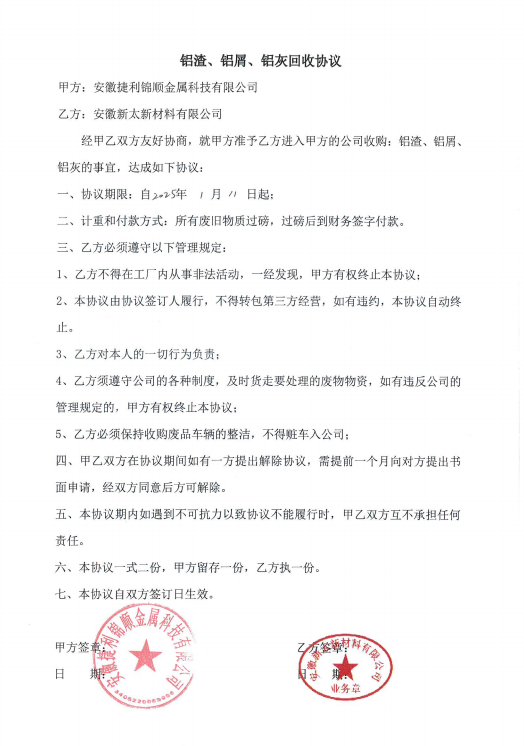 铝渣、铝屑、铝灰回收协议
甲方：安徽捷利锦顺金属科技有限公司
乙方：安徽新太新材料有限公司
经甲乙双方友好协商，就甲方准予乙方进入甲方的公司收购：铝渣、铝屑、
铝灰的事宜，达成如下协议：
一、协议期限：自2025年 1 月 11 日起；
二、计重和付款方式：所有废旧物质过磅，过磅后到财务签字付款。
三、乙方必须遵守以下管理规定：
1、乙方不得在工厂内从事非法活动，一经发现，甲方有权终止本协议；
2、本协议由协议签订人履行，不得转包第三方经营，如有违约，本协议自动终
止。
3、乙方对本人的一切行为负责；
4、乙方须遵守公司的各种制度，及时货走要处理的废物物资，如有违反公司的
管理规定的，甲方有权终止本协议；
5、乙方必须保持收购废品车辆的整洁，不得赃车入公司；
四、甲乙双方在协议期间如有一方提出解除协议，需提前一个月向对方提出书
面申请，经双方同意后方可解除。
五、本协议期内如遇到不可抗力以致协议不能履行时，甲乙双方互不承担任何
责任。
六、本协议一式二份，甲方留存一份，乙方执一份。
七、本协议自双方签订日生效。
甲方签章： 乙方签章：
日 期： 日 期：
安徽捷利锦顺金属科技有限公司
安徽新太新材料有限公司
业务章